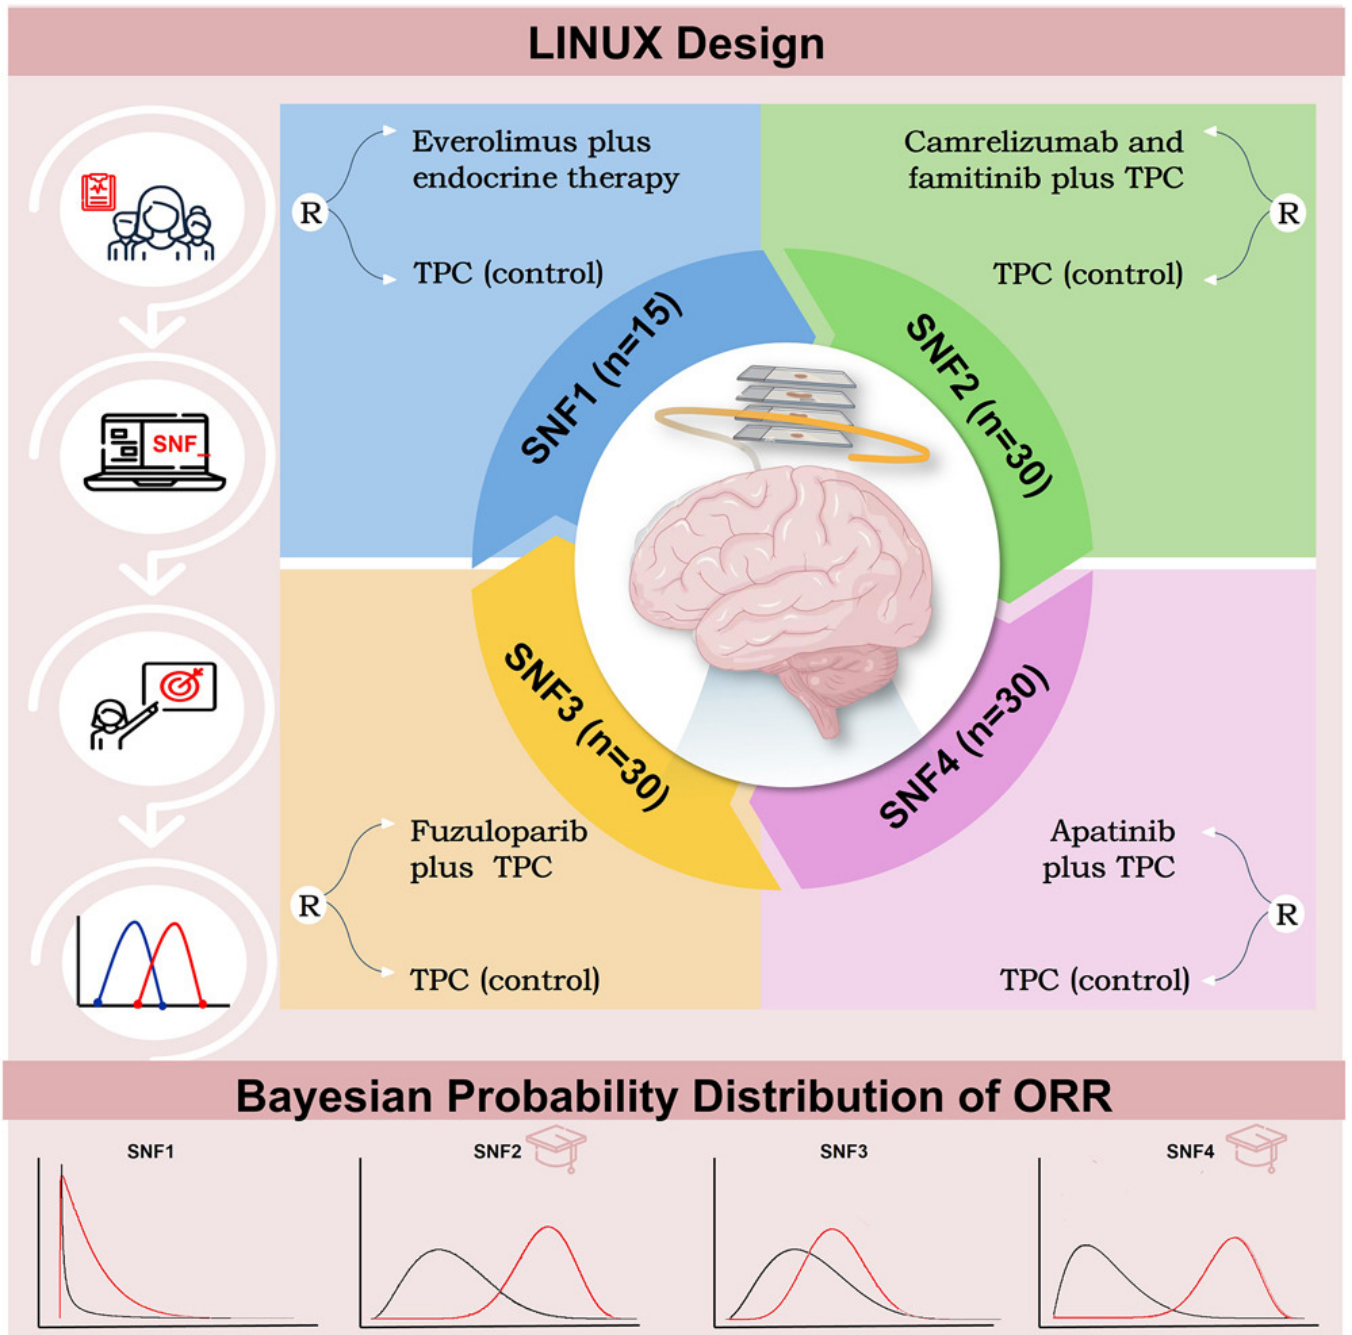 LINUX Design
Everolimus plus
endocrine therapy
R
TPC (control)
SNF1 (n=15)
Camrelizumab and
famitinib plus TPC
R
TPC (control)
SNF2 (n=30)
SNF_
SNF3 (n=30)
Fuzuloparib
plus TPC
R
TPC (control)
SNF4 (n=30)
Apatinib
plus TPC
R
TPC (control)
Bayesian Probability Distribution of ORR
SNF1
SNF2
SNF3
SNF4